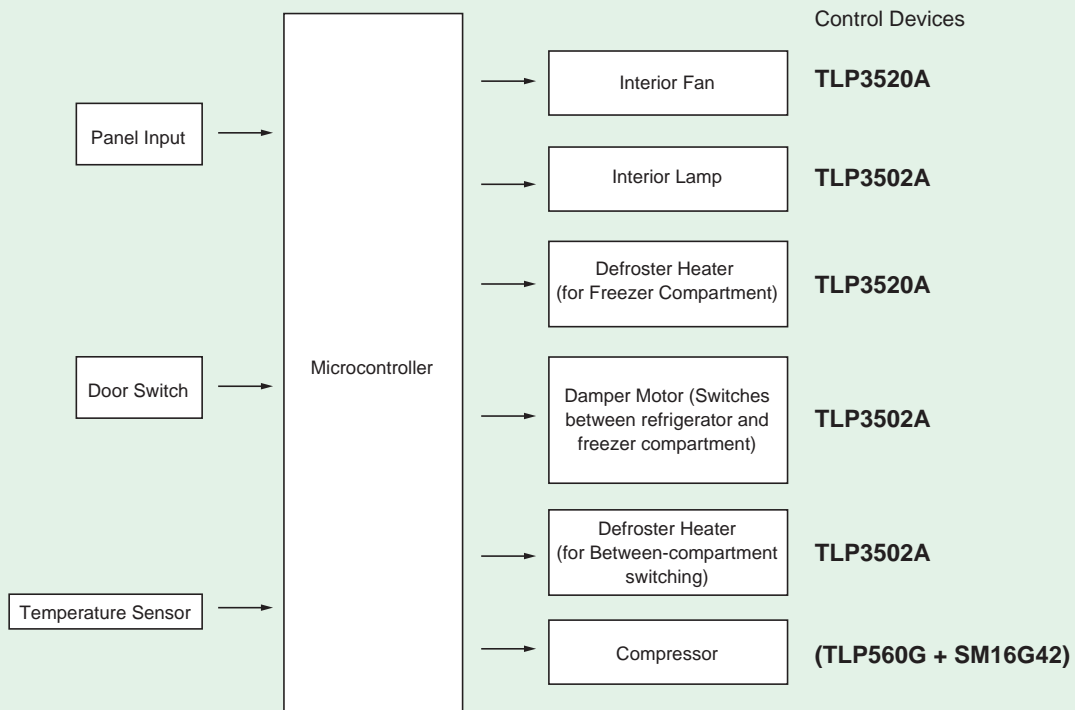 Control Devices
Panel Input
Door Switch
Temperature Sensor
Microcontroller
Interior Fan
TLP3520A
Interior Lamp
TLP3502A
Defroster Heater
(for Freezer Compartment)
TLP3520A
Damper Motor (Switches
between refrigerator and
freezer compartment)
TLP3502A
Defroster Heater
(for Between-compartment
switching)
TLP3502A
Compressor
(TLP560G + SM16G42)